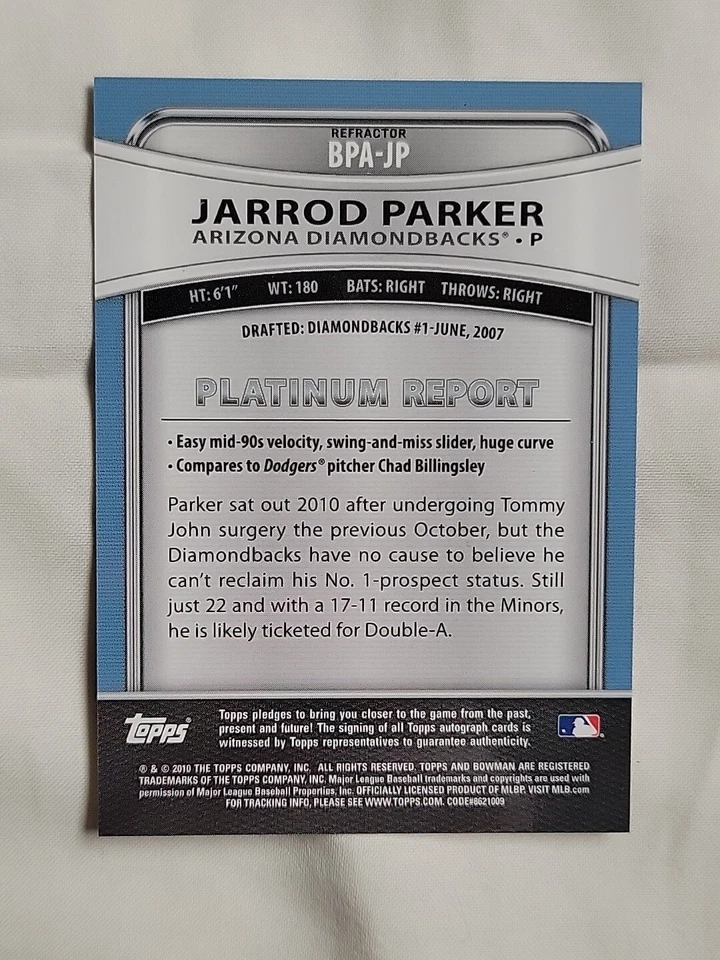 REFRACTOR
BPA-JP
JARROD PARKER
ARIZONA DIAMONDBACKS® • P
HT: 6'1" WT: 180 BATS: RIGHT THROWS: RIGHT
DRAFTED: DIAMONDBACKS #1-JUNE, 2007
PLATINUM REPORT
• Easy mid-90s velocity, swing-and-miss slider, huge curve
• Compares to Dodgers® pitcher Chad Billingsley
Parker sat out 2010 after undergoing Tommy
John surgery the previous October, but the
Diamondbacks have no cause to believe he
can't reclaim his No. 1-prospect status. Still
just 22 and with a 17-11 record in the Minors,
he is likely ticketed for Double-A.
Topps®
Topps pledges to bring you closer to the game from the past,
present and future! The signing of all Topps autograph cards is
witnessed by Topps representatives to guarantee authenticity.
® & © 2010 THE TOPPS COMPANY, INC. ALL RIGHTS RESERVED. TOPPS AND BOWMAN ARE REGISTERED
TRADEMARKS OF THE TOPPS COMPANY, INC. Major League Baseball trademarks and copyrights are used with
permission of Major League Baseball Properties, Inc. OFFICIALLY LICENSED PRODUCT OF MLBP. VISIT MLB.com
FOR TRACKING INFO, PLEASE SEE WWW.TOPPS.COM. CODE#8621009